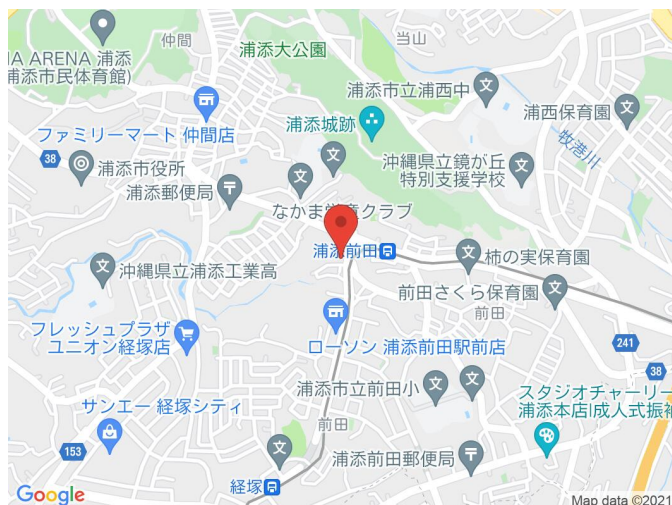 仲間
当山
NA ARENA 浦添
浦添市民体育館)
浦添大公園
浦添市立浦西中
ファミリーマート 仲間店
浦添城跡
浦西保育園
牧港川
38
浦添市役所
沖縄県立鏡が丘
特別支援学校
浦添郵便局
なかま学童クラブ
浦添前田
柿の実保育園
沖縄県立浦添工業高
前田さくら保育園
前田
フレッシュプラザ
ユニオン経塚店
ローソン 浦添前田駅前店
241
38
浦添市立前田小
スタジオチャーリー
浦添本店|成人式振袖
サンエー 経塚シティ
前田
153
浦添前田郵便局
経塚
Google
Map data ©2021